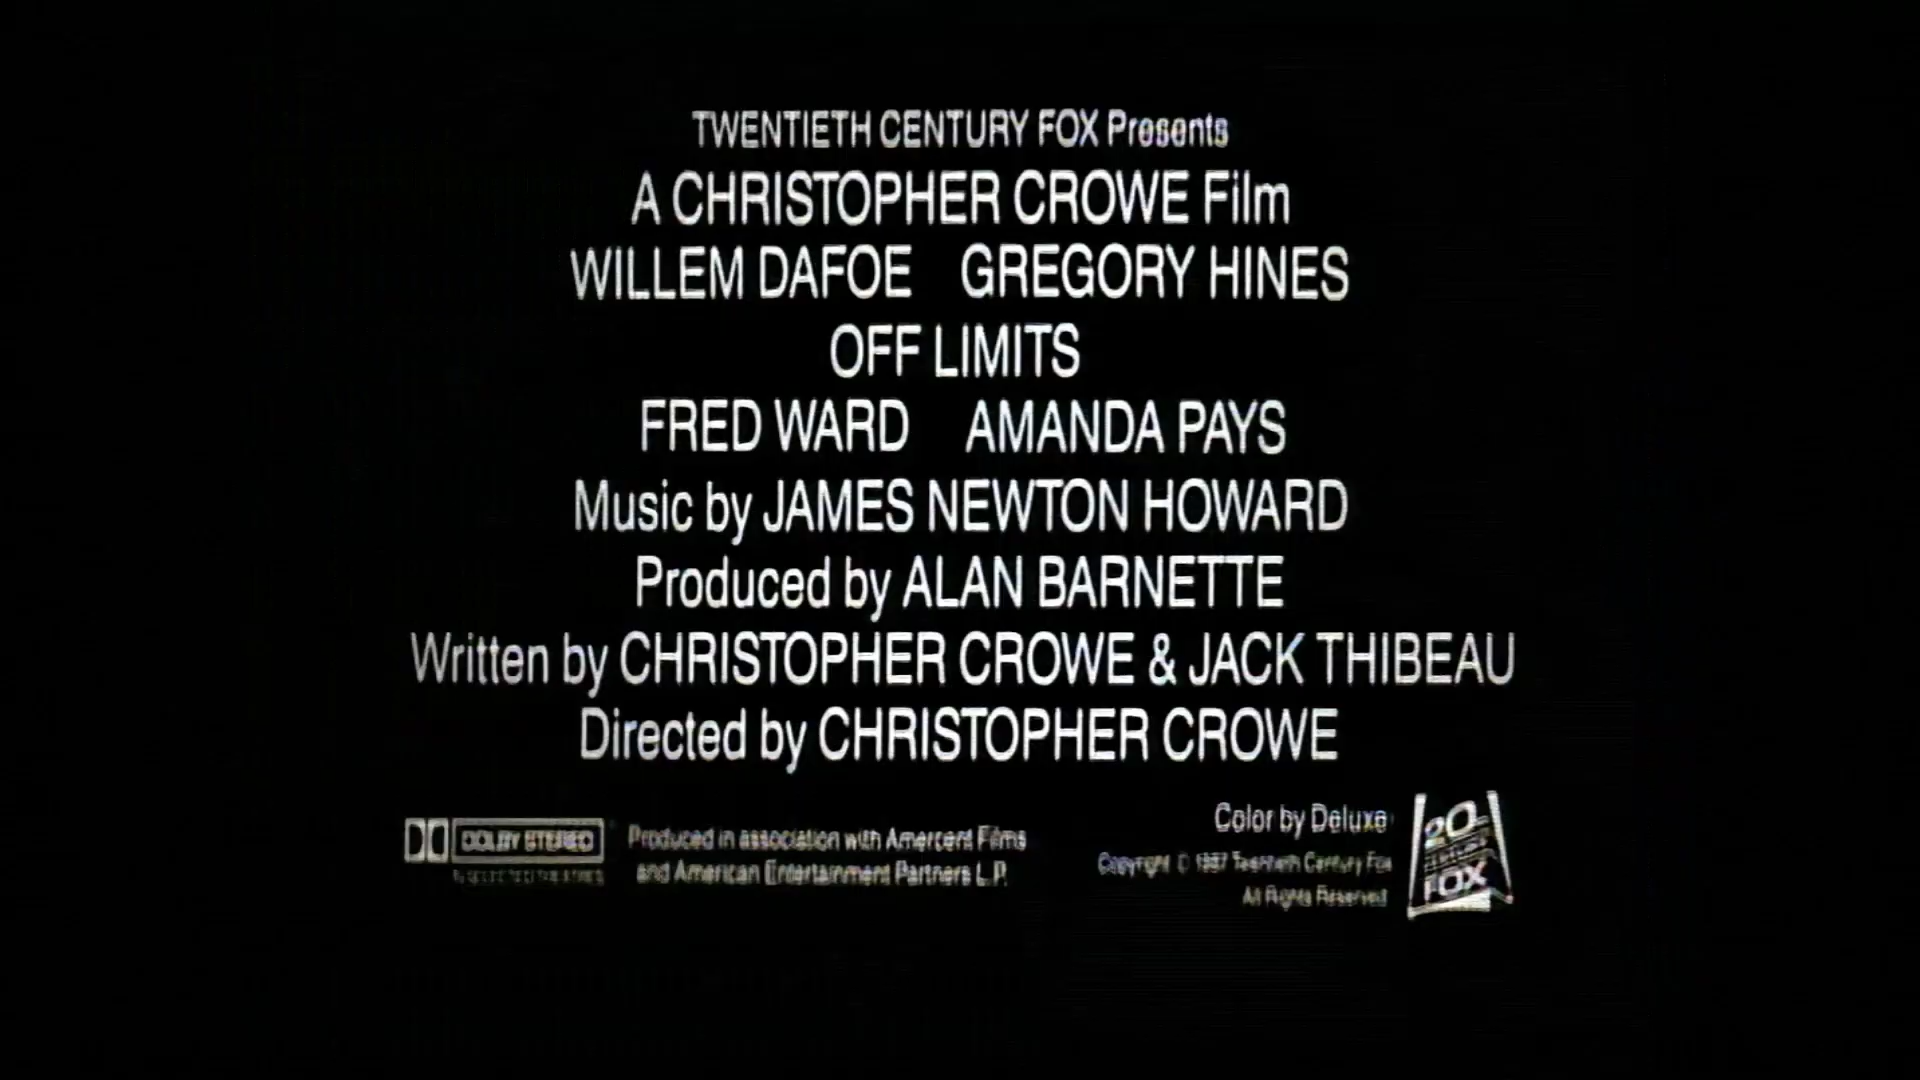 TWENTIETH CENTURY FOX Presents
A CHRISTOPHER CROWE Film
WILLEM DAFOE GREGORY HINES
OFF LIMITS
FRED WARD AMANDA PAYS
Music by JAMES NEWTON HOWARD
Produced by ALAN BARNETTE
Written by CHRISTOPHER CROWE & JACK THIBEAU
Directed by CHRISTOPHER CROWE
DOLBY STEREO
Produced in association with Amercent Films
and American Entertainment Partners L.P.
Color by Deluxe
Copyright © 1987 Twentieth Century Fox
All Rights Reserved
20
CENTURY
FOX